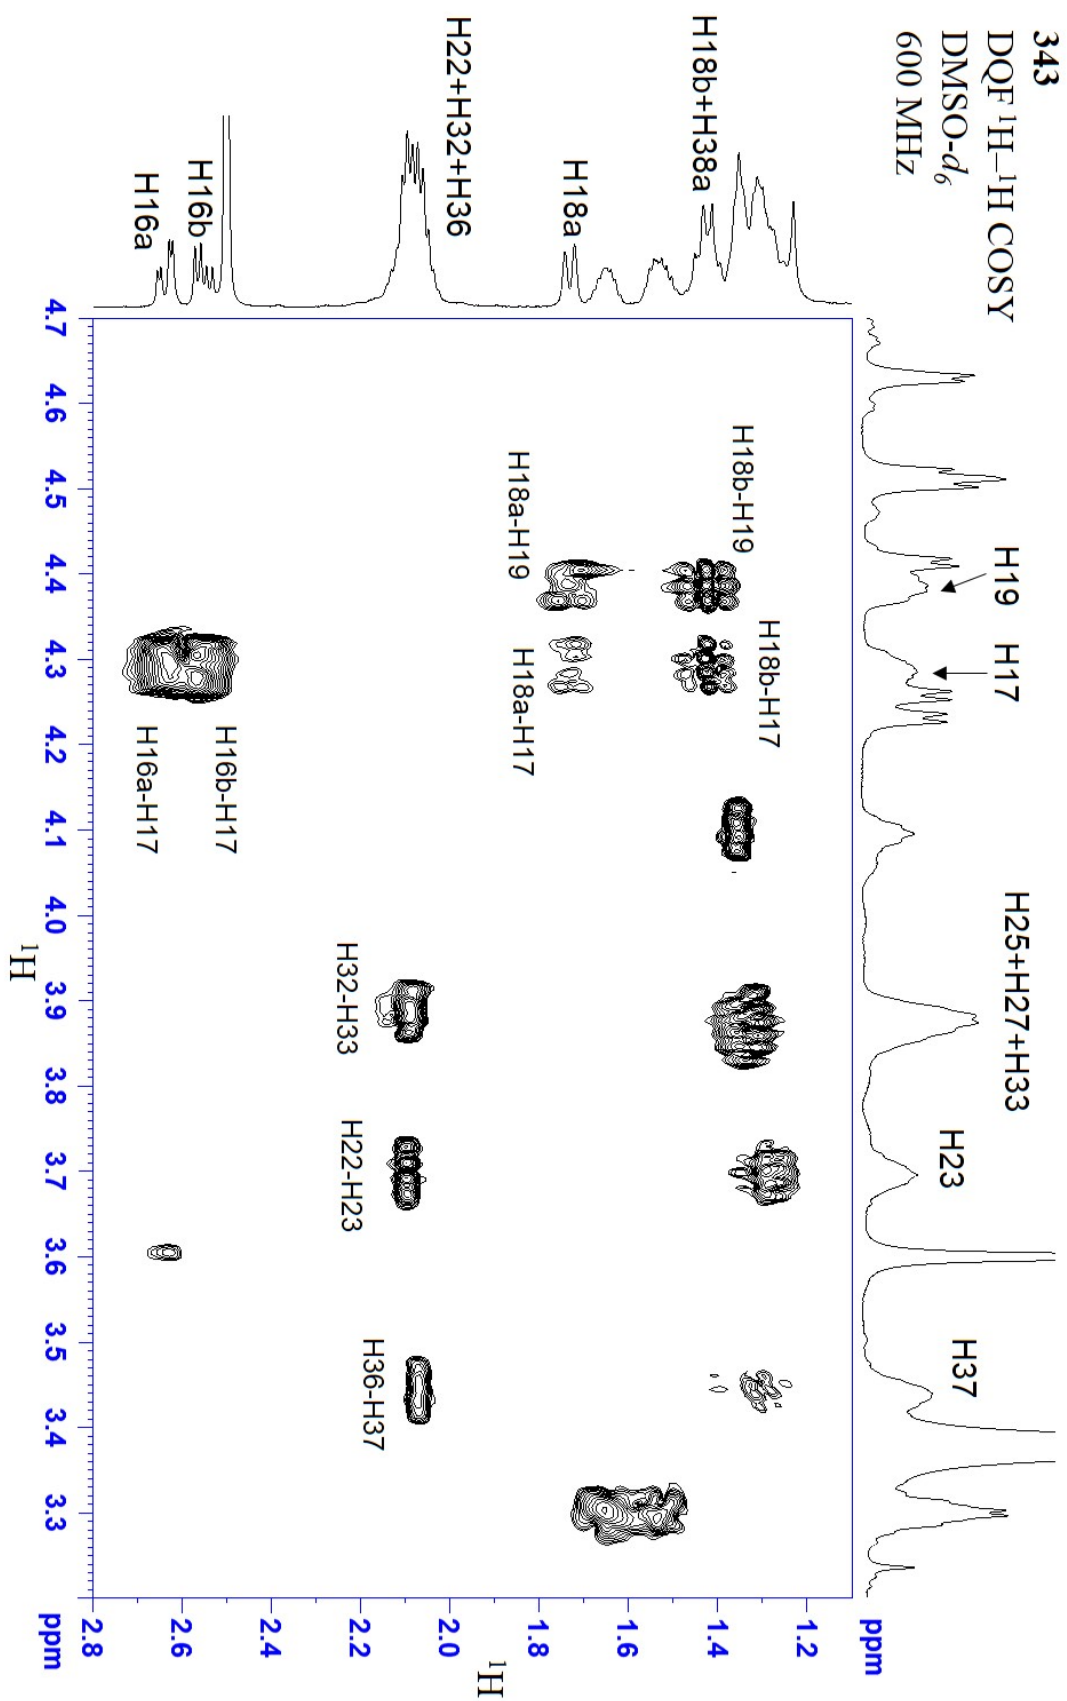 343
DQF ¹H–¹H COSY
DMSO-d₆
600 MHz
H19
H17
H25+H27+H33
H23
H37
ppm
H18b+H38a
H18a
H22+H32+H36
H16b
H16a
H18b-H19
H18b-H17
H18a-H19
H18a-H17
H16b-H17
H16a-H17
H32-H33
H22-H23
H36-H37
1.2
1.4
1.6
1.8
2.0
2.2
2.4
2.6
2.8
¹H
4.7 4.6 4.5 4.4 4.3 4.2 4.1 4.0 3.9 3.8 3.7 3.6 3.5 3.4 3.3 ppm
¹H